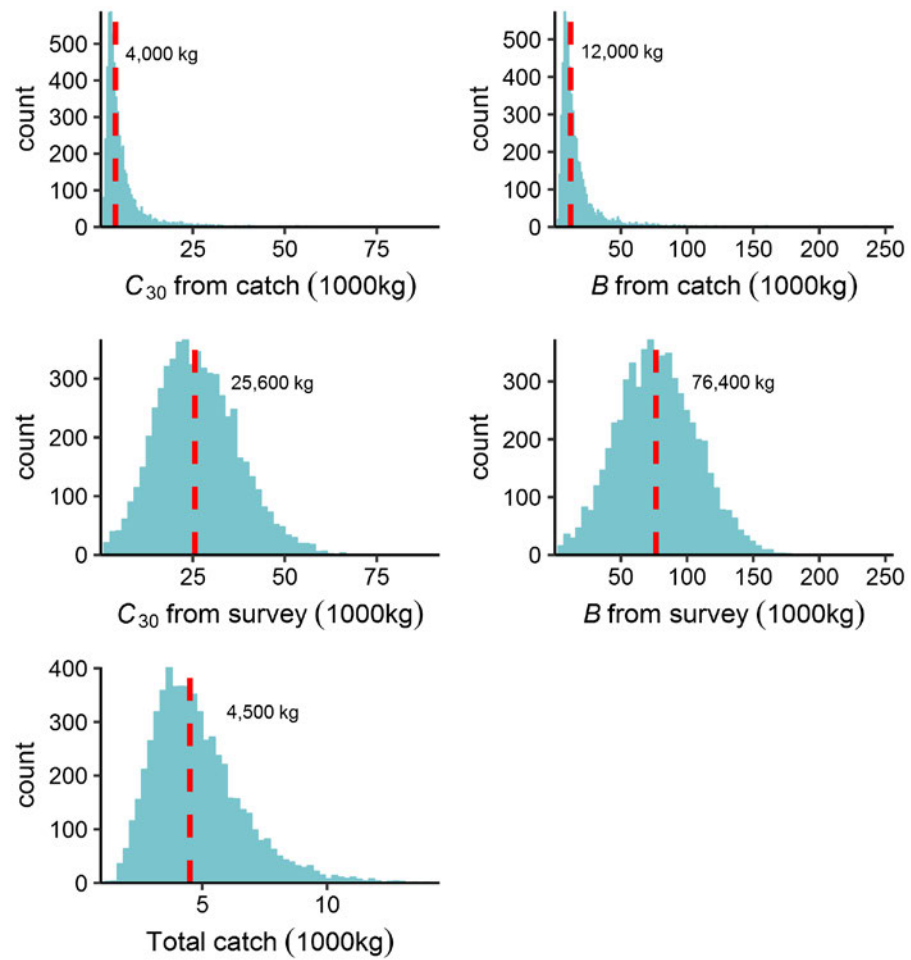 500
400
300
200
100
0
count
4,000 kg
25 50 75
C₃₀ from catch (1000kg)
500
400
300
200
100
0
count
12,000 kg
50 100 150 200 250
B from catch (1000kg)
300
200
100
0
count
25,600 kg
25 50 75
C₃₀ from survey (1000kg)
300
200
100
0
count
76,400 kg
50 100 150 200 250
B from survey (1000kg)
400
300
200
100
0
count
4,500 kg
5 10
Total catch (1000kg)